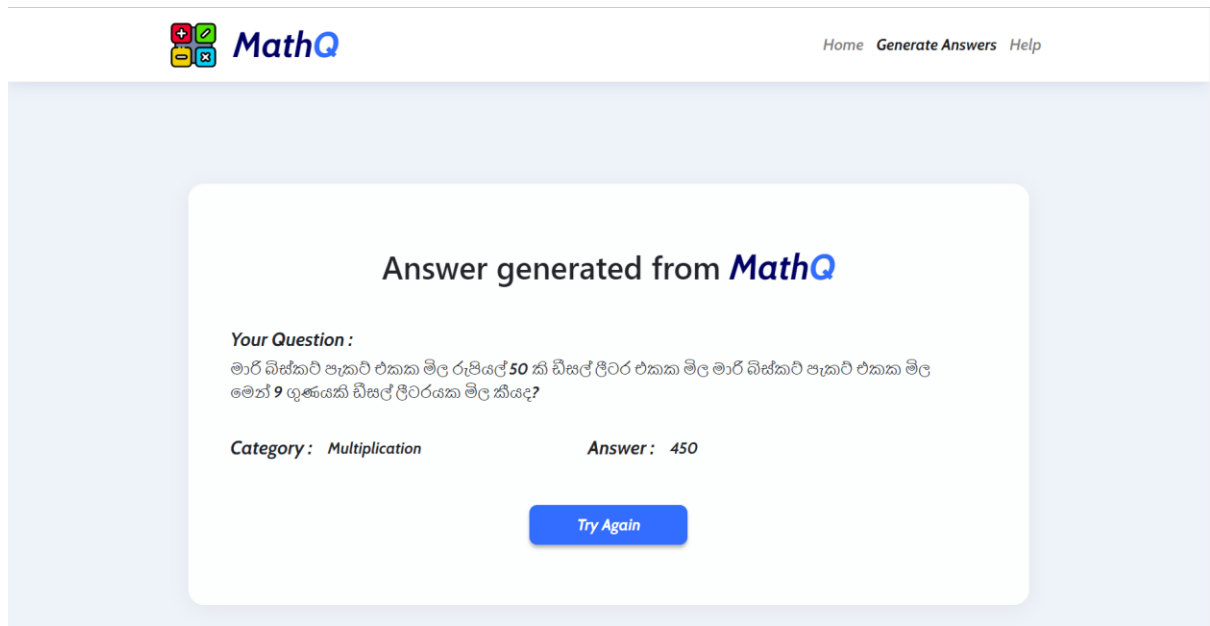 MathQ
Home Generate Answers Help
Answer generated from MathQ
Your Question :
මාරි බිස්කට් පැකට් එකක මිල රුපියල් 50 කි ඩීසල් ලීටර එකක මිල මාරි බිස්කට් පැකට් එකක මිල
මෙන් 9 ගුණයකි ඩීසල් ලීටරයක මිල කීයද?
Category : Multiplication Answer : 450
Try Again